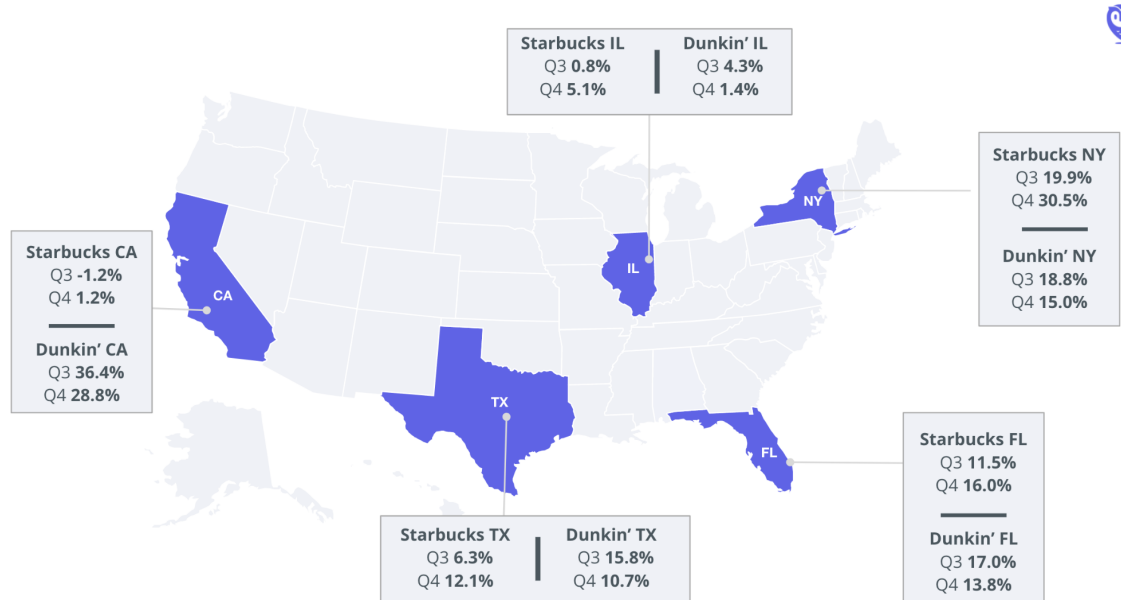 Starbucks IL
Q3 0.8%
Q4 5.1%
Dunkin’ IL
Q3 4.3%
Q4 1.4%
Starbucks NY
Q3 19.9%
Q4 30.5%
Dunkin’ NY
Q3 18.8%
Q4 15.0%
NY
IL
Starbucks CA
Q3 -1.2%
Q4 1.2%
Dunkin’ CA
Q3 36.4%
Q4 28.8%
CA
TX
FL
Starbucks FL
Q3 11.5%
Q4 16.0%
Dunkin’ FL
Q3 17.0%
Q4 13.8%
Starbucks TX
Q3 6.3%
Q4 12.1%
Dunkin’ TX
Q3 15.8%
Q4 10.7%